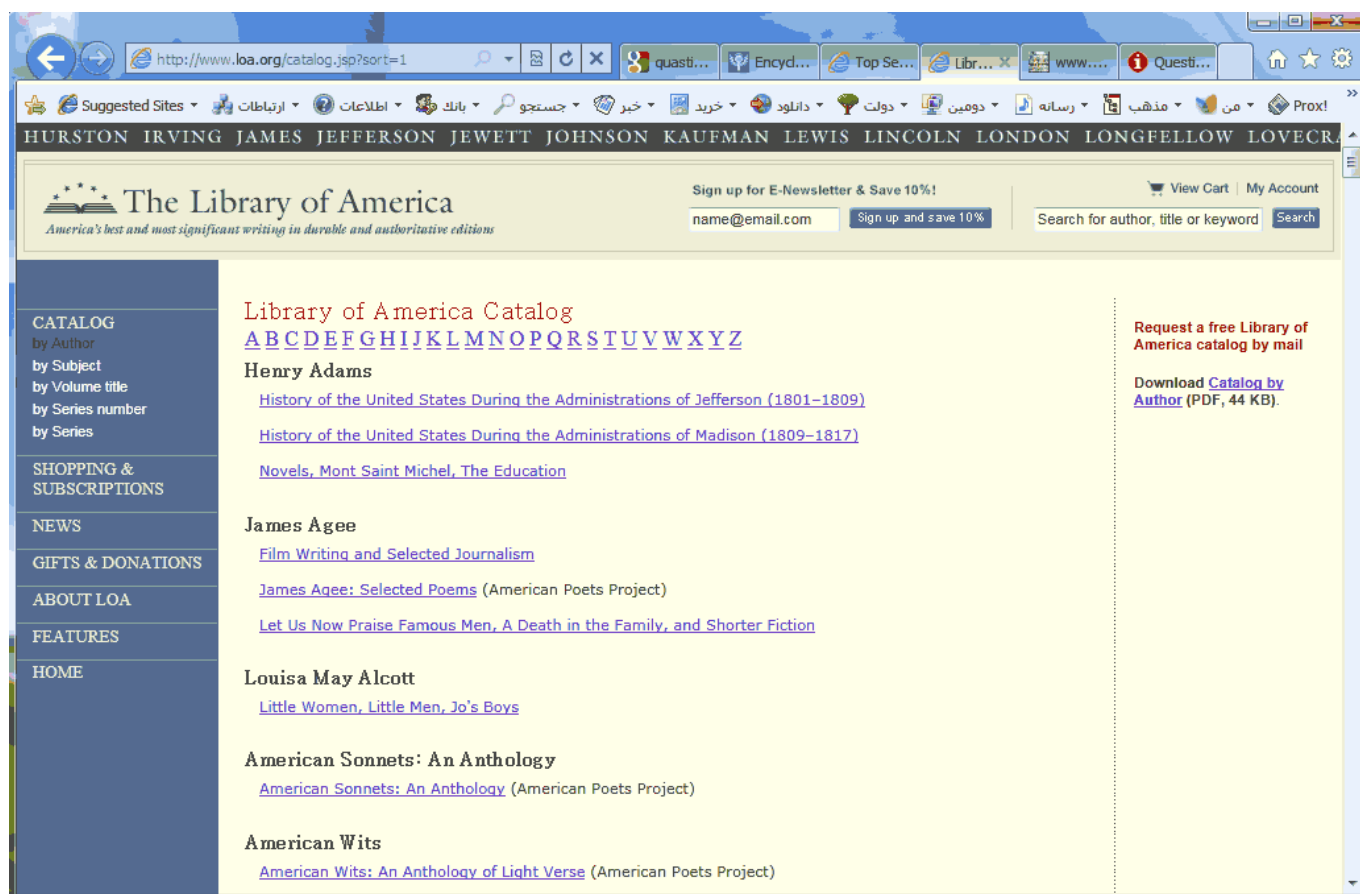 http://www.loa.org/catalog.jsp?sort=1
quasti...
Encycl...
Top Se...
Libr...
www....
Questi...
Suggested Sites
ارتباطات
اطلاعات
بانك
جستجو
خبر
خرید
دانلود
دولت
دومین
رسانه
مذهب
من
Prox!
HURSTON IRVING JAMES JEFFERSON JEWETT JOHNSON KAUFMAN LEWIS LINCOLN LONDON LONGFELLOW LOVECRA
The Library of America
America's best and most significant writing in durable and authoritative editions
Sign up for E-Newsletter & Save 10%!
name@email.com
Sign up and save 10%
View Cart | My Account
Search for author, title or keyword
Search
CATALOG
by Author
by Subject
by Volume title
by Series number
by Series
SHOPPING &
SUBSCRIPTIONS
NEWS
GIFTS & DONATIONS
ABOUT LOA
FEATURES
HOME
Library of America Catalog
A B C D E F G H I J K L M N O P Q R S T U V W X Y Z
Henry Adams
History of the United States During the Administrations of Jefferson (1801–1809)
History of the United States During the Administrations of Madison (1809–1817)
Novels, Mont Saint Michel, The Education
James Agee
Film Writing and Selected Journalism
James Agee: Selected Poems (American Poets Project)
Let Us Now Praise Famous Men, A Death in the Family, and Shorter Fiction
Louisa May Alcott
Little Women, Little Men, Jo's Boys
American Sonnets: An Anthology
American Sonnets: An Anthology (American Poets Project)
American Wits
American Wits: An Anthology of Light Verse (American Poets Project)
Request a free Library of
America catalog by mail
Download Catalog by
Author (PDF, 44 KB).